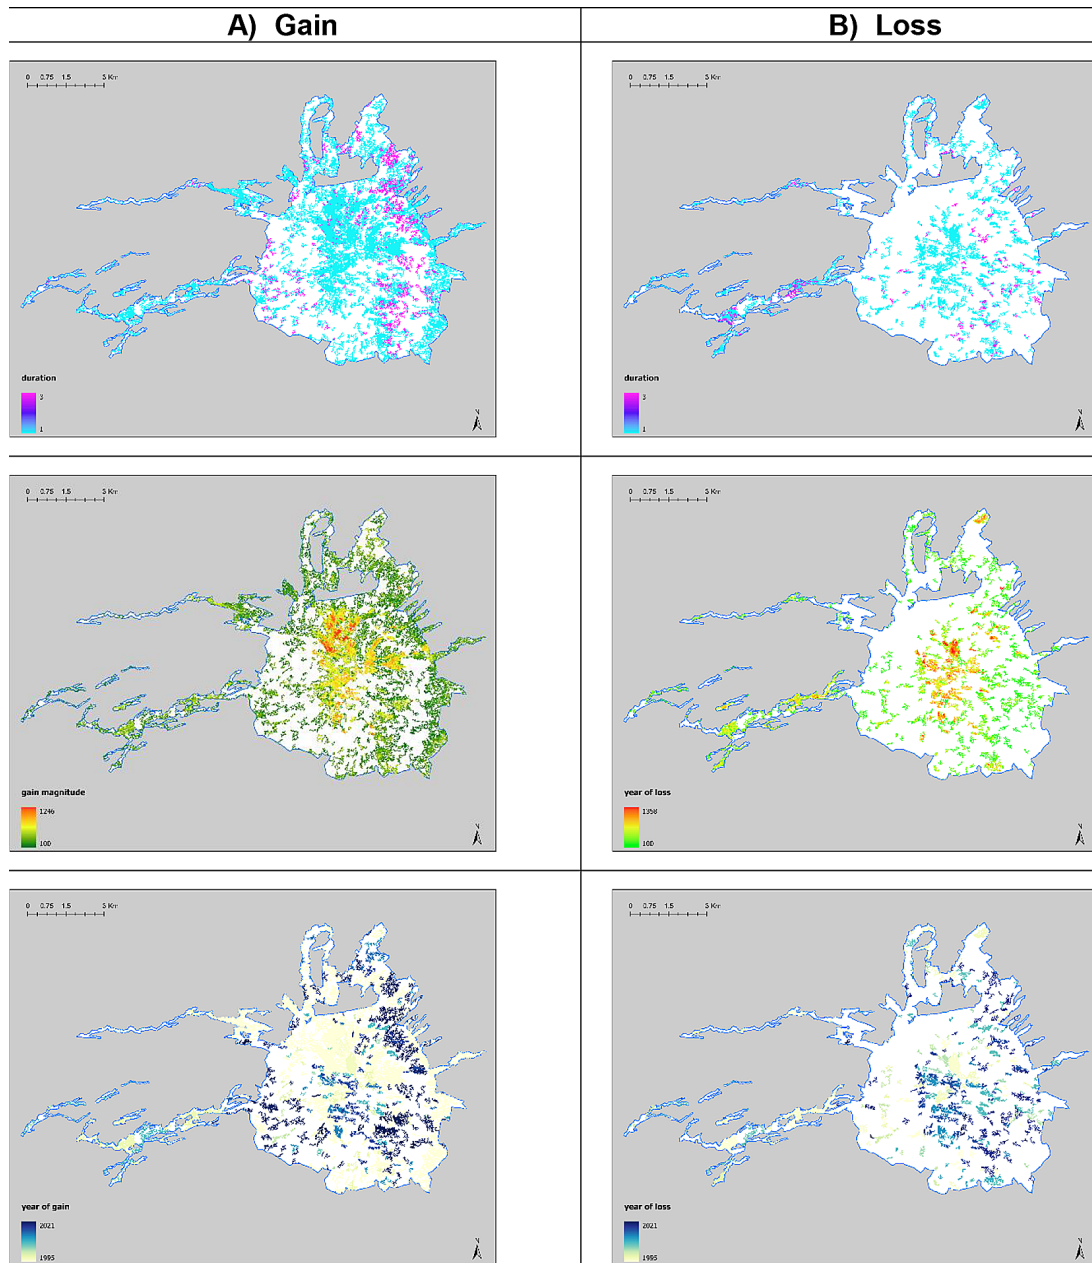 A) Gain
B) Loss
0 0.75 1.5 3 Km
0 0.75 1.5 3 Km
duration
3
1
N
duration
3
1
N
0 0.75 1.5 3 Km
0 0.75 1.5 3 Km
gain magnitude
1246
100
N
year of loss
1358
100
N
0 0.75 1.5 3 Km
0 0.75 1.5 3 Km
year of gain
2021
1995
N
year of loss
2021
1995
N